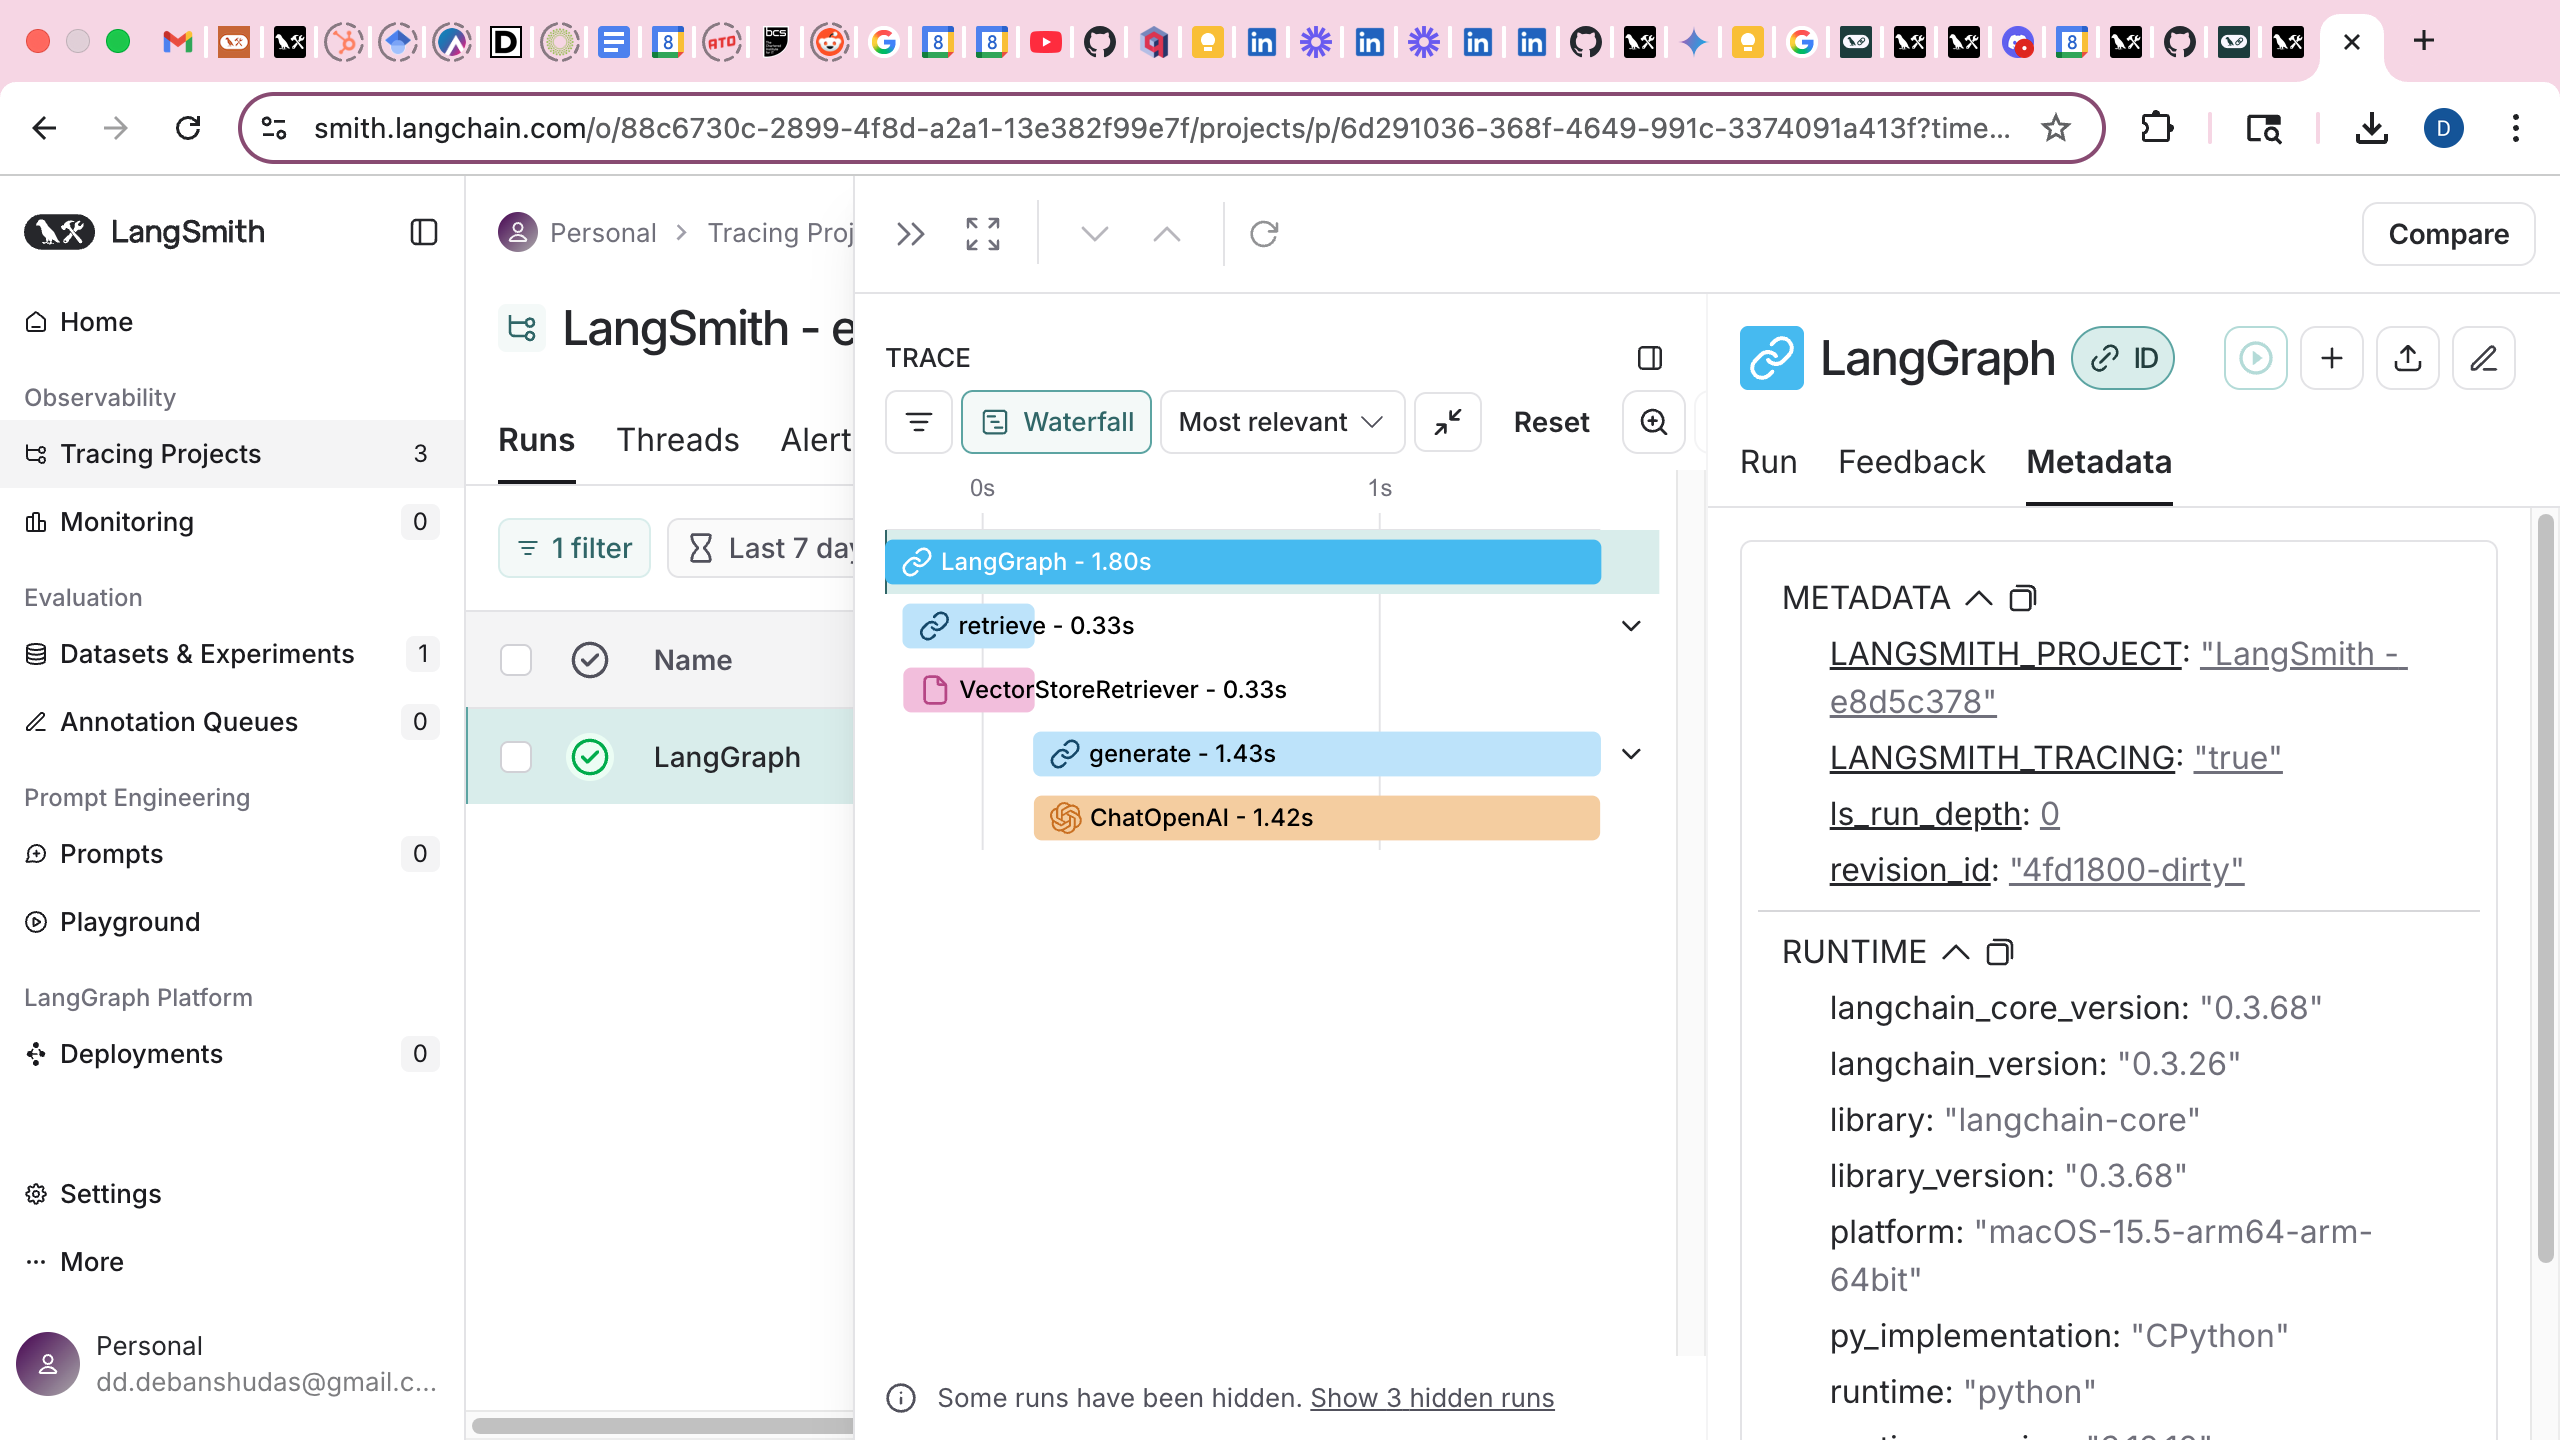 smith.langchain.com/o/88c6730c-2899-4f8d-a2a1-13e382f99e7f/projects/p/6d291036-368f-4649-991c-3374091a413f?time...
D
LangSmith
Home
Observability
Tracing Projects 3
Monitoring 0
Evaluation
Datasets & Experiments 1
Annotation Queues 0
Prompt Engineering
Prompts 0
Playground
LangGraph Platform
Deployments 0
Settings
More
Personal
dd.debanshudas@gmail.c...
Personal > Tracing Proj
LangSmith - e
Runs Threads Alert
1 filter Last 7 day
Name
LangGraph
Compare
TRACE
Waterfall Most relevant Reset
0s 1s
LangGraph - 1.80s
retrieve - 0.33s
VectorStoreRetriever - 0.33s
generate - 1.43s
ChatOpenAI - 1.42s
Some runs have been hidden. Show 3 hidden runs
LangGraph ID
Run Feedback Metadata
METADATA
LANGSMITH_PROJECT: "LangSmith -
e8d5c378"
LANGSMITH_TRACING: "true"
ls_run_depth: 0
revision_id: "4fd1800-dirty"
RUNTIME
langchain_core_version: "0.3.68"
langchain_version: "0.3.26"
library: "langchain-core"
library_version: "0.3.68"
platform: "macOS-15.5-arm64-arm-
64bit"
py_implementation: "CPython"
runtime: "python"